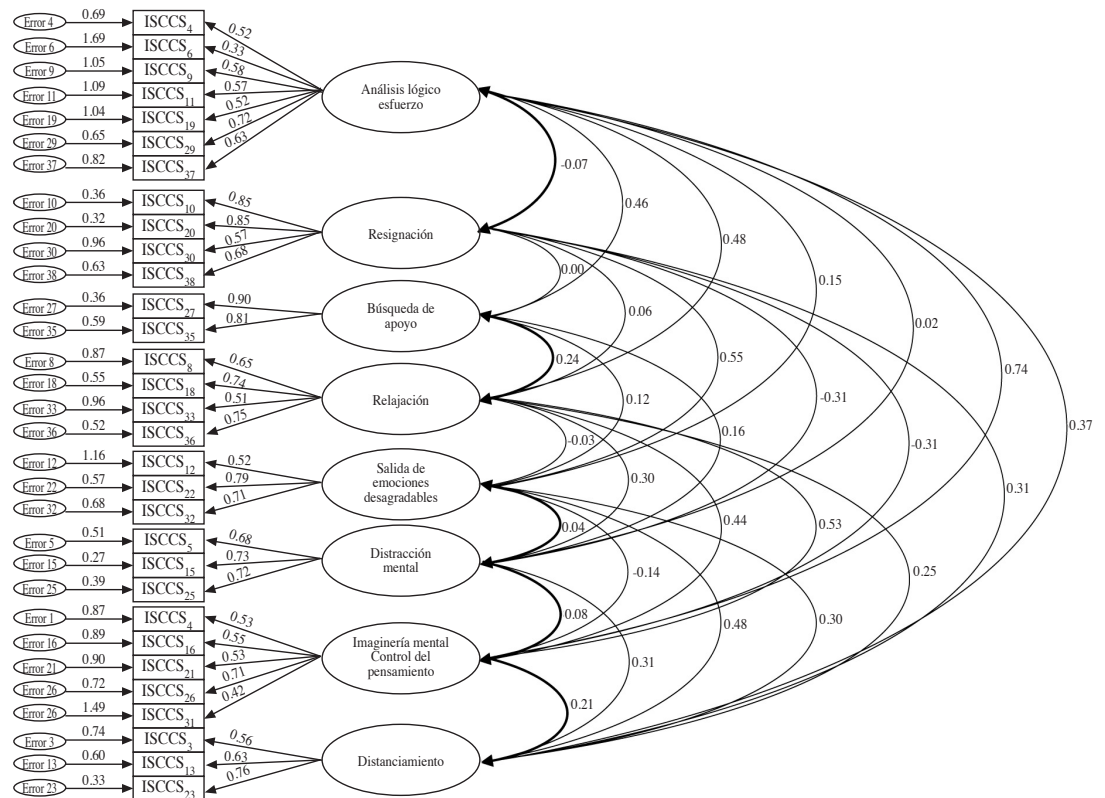 Error 4 0.69 ISCCS4 0.52
Error 6 1.69 ISCCS6 0.33
Error 9 1.05 ISCCS9 0.58
Error 11 1.09 ISCCS11 0.57
Error 19 1.04 ISCCS19 0.52
Error 29 0.65 ISCCS29 0.72
Error 37 0.82 ISCCS37 0.63
Análisis lógico
esfuerzo
Error 10 0.36 ISCCS10 0.85
Error 20 0.32 ISCCS20 0.85
Error 30 0.96 ISCCS30 0.57
Error 38 0.63 ISCCS38 0.68
Resignación
Error 27 0.36 ISCCS27 0.90
Error 35 0.59 ISCCS35 0.81
Búsqueda de
apoyo
Error 8 0.87 ISCCS8 0.65
Error 18 0.55 ISCCS18 0.74
Error 33 0.96 ISCCS33 0.51
Error 36 0.52 ISCCS36 0.75
Relajación
Error 12 1.16 ISCCS12 0.52
Error 22 0.57 ISCCS22 0.79
Error 32 0.68 ISCCS32 0.71
Salida de
emociones
desagradables
Error 5 0.51 ISCCS5 0.68
Error 15 0.27 ISCCS15 0.73
Error 25 0.39 ISCCS25 0.72
Distracción
mental
Error 1 0.87 ISCCS4 0.53
Error 16 0.89 ISCCS16 0.55
Error 21 0.90 ISCCS21 0.53
Error 26 0.72 ISCCS26 0.71
Error 26 1.49 ISCCS31 0.42
Imaginería mental
Control del
pensamiento
Error 3 0.74 ISCCS3 0.56
Error 13 0.60 ISCCS13 0.63
Error 23 0.33 ISCCS23 0.76
Distanciamiento
-0.07
0.46
0.48
0.15
0.02
0.74
0.37
0.00
0.06
0.55
-0.31
-0.31
0.31
0.24
0.12
0.16
-0.03
0.30
0.44
0.53
0.25
0.04
-0.14
0.48
0.30
0.08
0.31
0.21